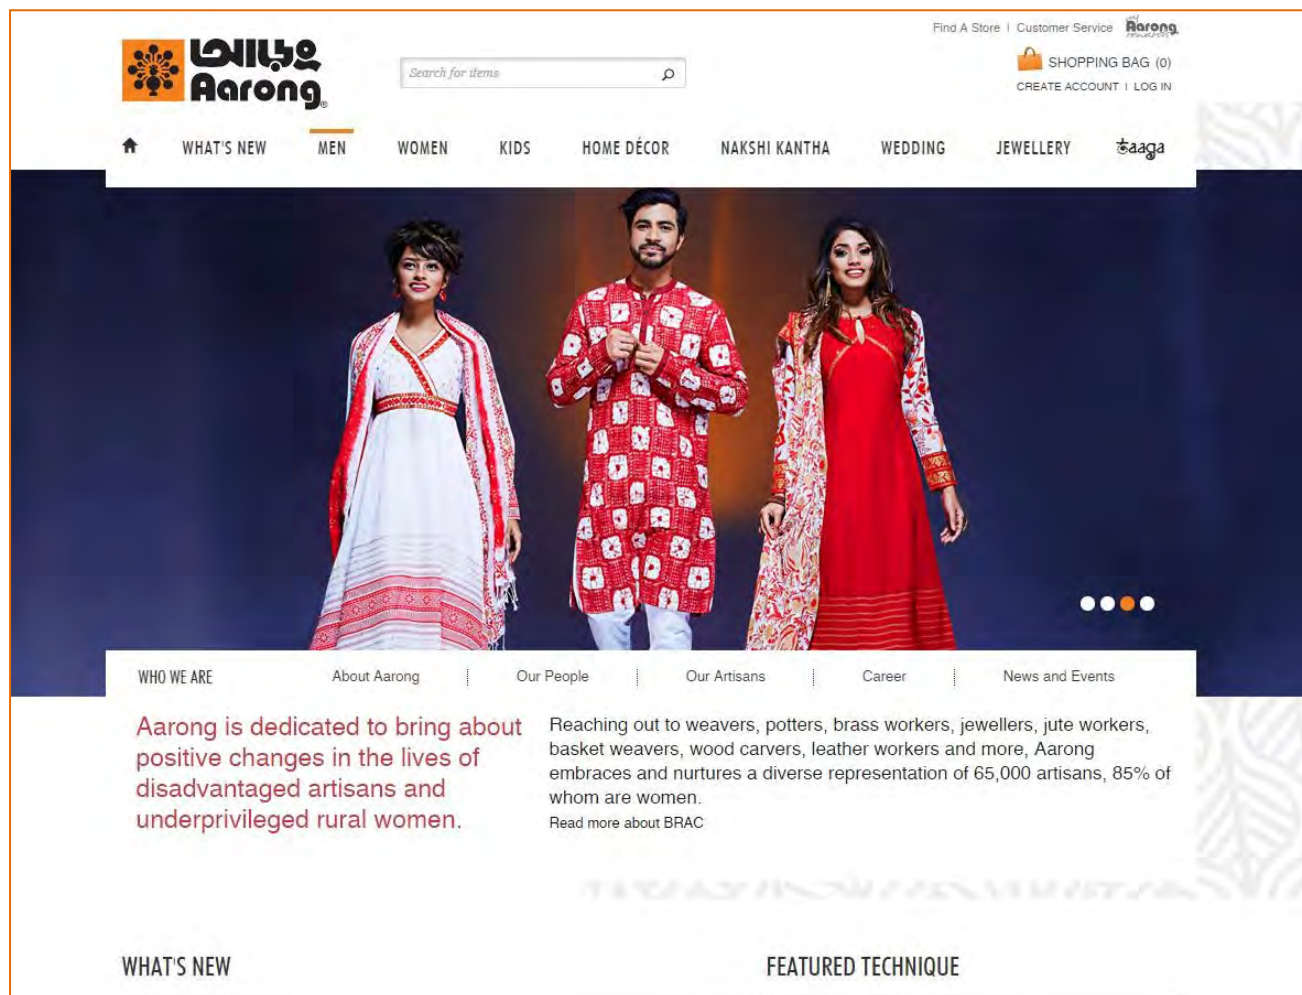 Find A Store | Customer Service
আড়ং
Aarong®
Search for items
SHOPPING BAG (0)
CREATE ACCOUNT | LOG IN
WHAT'S NEW MEN WOMEN KIDS HOME DÉCOR NAKSHI KANTHA WEDDING JEWELLERY taaga
WHO WE ARE About Aarong Our People Our Artisans Career News and Events
Aarong is dedicated to bring about
positive changes in the lives of
disadvantaged artisans and
underprivileged rural women.
Reaching out to weavers, potters, brass workers, jewellers, jute workers,
basket weavers, wood carvers, leather workers and more, Aarong
embraces and nurtures a diverse representation of 65,000 artisans, 85% of
whom are women.
Read more about BRAC
WHAT'S NEW
FEATURED TECHNIQUE